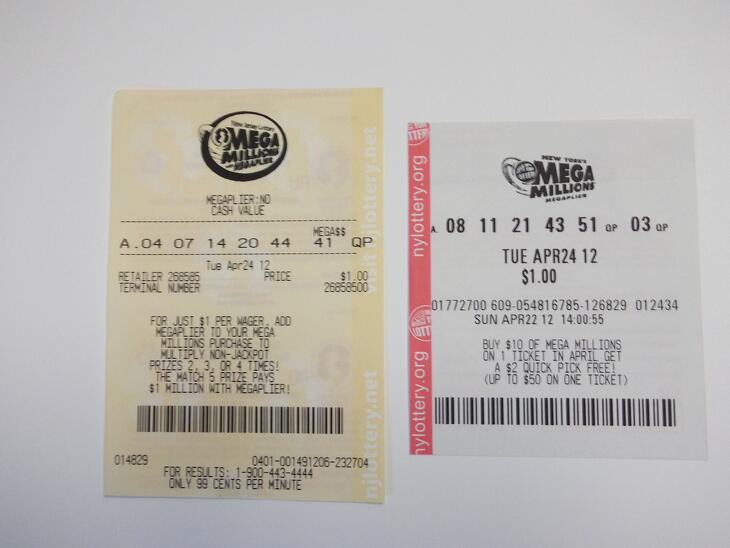 New Jersey Lottery
MEGA
MILLIONS
MEGAPLIER
MEGAPLIER:NO
CASH VALUE
MEGA$$
A. 04 07 14 20 44 41 QP
Tue Apr24 12
RETAILER 268585 PRICE $1.00
TERMINAL NUMBER 26858500
FOR JUST $1 PER WAGER, ADD
MEGAPLIER TO YOUR MEGA
MILLIONS PURCHASE TO
MULTIPLY NON-JACKPOT
PRIZES 2, 3, OR 4 TIMES!
THE MATCH 5 PRIZE PAYS
$1 MILLION WITH MEGAPLIER!
014829 0401-001491206-232704
FOR RESULTS: 1-900-443-4444
ONLY 99 CENTS PER MINUTE
visit njlottery.net
njlottery.net
nylottery.org
nylottery.org
NEW YORK'S
MEGA
MILLIONS
MEGAPLIER
A. 08 11 21 43 51 QP 03 QP
TUE APR24 12
$1.00
01772700 609-054816785-126829 012434
SUN APR22 12 14:00:55
BUY $10 OF MEGA MILLIONS
ON 1 TICKET IN APRIL GET
A $2 QUICK PICK FREE!
(UP TO $50 ON ONE TICKET)